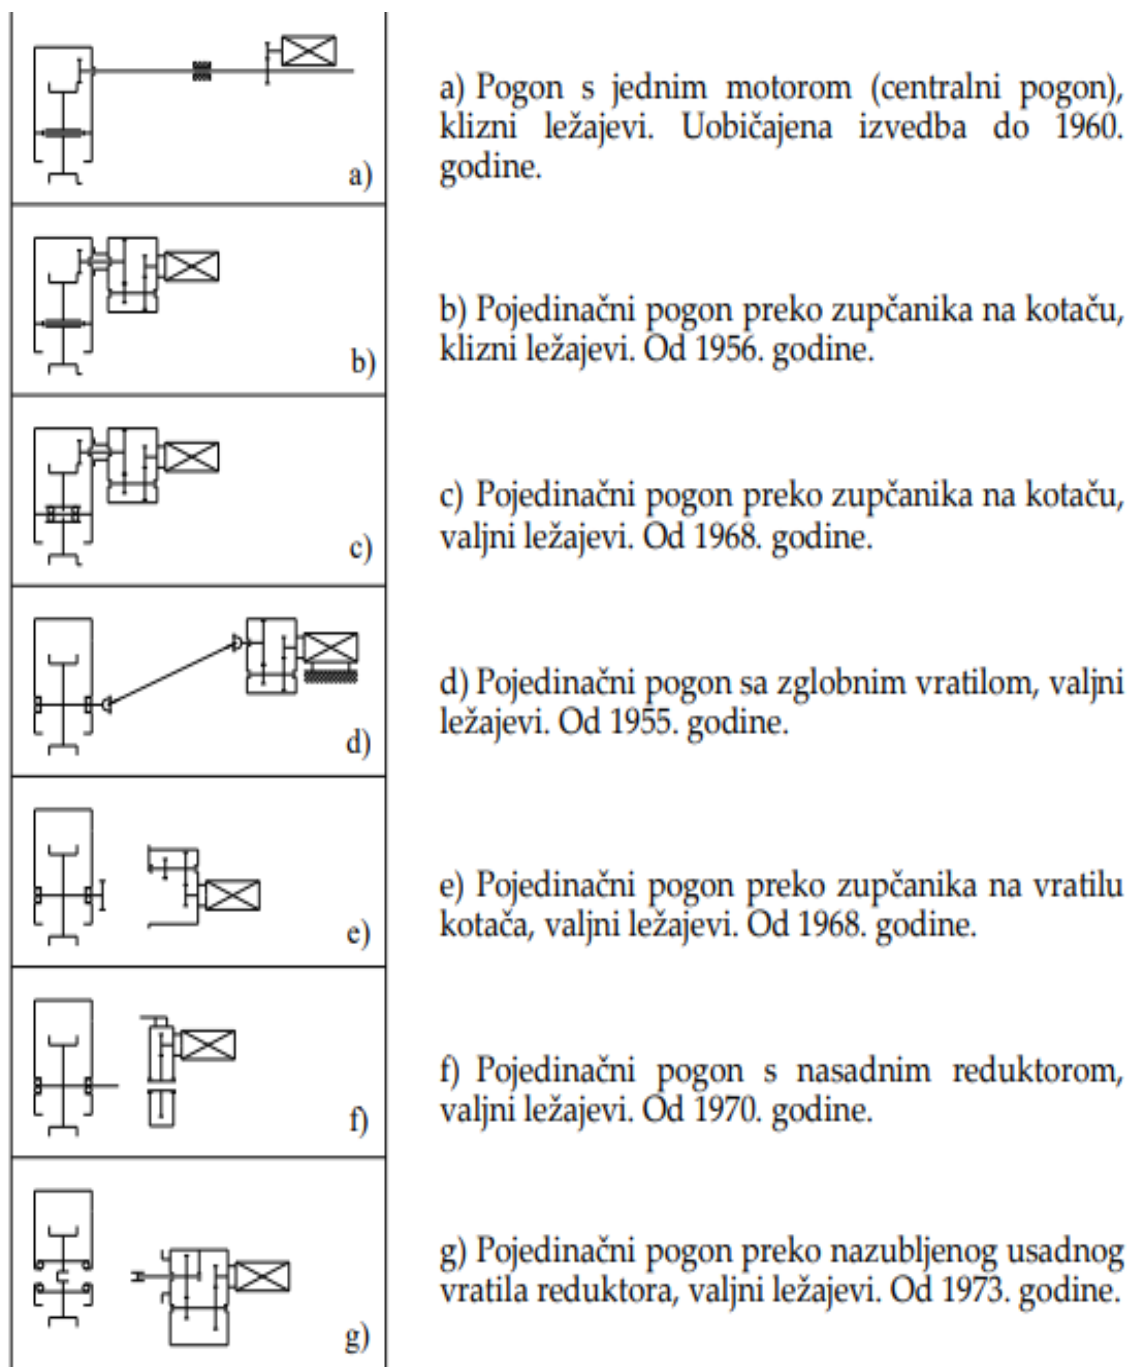 a)
a) Pogon s jednim motorom (centralni pogon),
klizni ležajevi. Uobičajena izvedba do 1960.
godine.
b)
b) Pojedinačni pogon preko zupčanika na kotaču,
klizni ležajevi. Od 1956. godine.
c)
c) Pojedinačni pogon preko zupčanika na kotaču,
valjni ležajevi. Od 1968. godine.
d)
d) Pojedinačni pogon sa zglobnim vratilom, valjni
ležajevi. Od 1955. godine.
e)
e) Pojedinačni pogon preko zupčanika na vratilu
kotača, valjni ležajevi. Od 1968. godine.
f)
f) Pojedinačni pogon s nasadnim reduktorom,
valjni ležajevi. Od 1970. godine.
g)
g) Pojedinačni pogon preko nazubljenog usadnog
vratila reduktora, valjni ležajevi. Od 1973. godine.